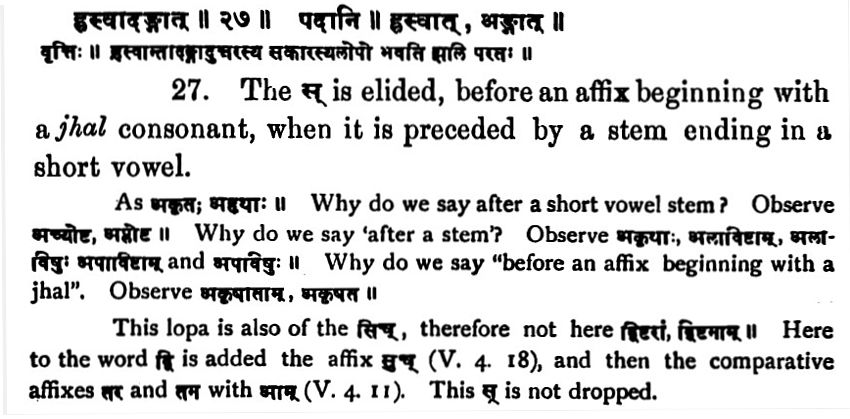 ह्रस्वादङ्गात् ॥ २७ ॥ पदानि ॥ ह्रस्वात् , अङ्गात् ॥
वृत्तिः ॥ ह्रस्वान्तादङ्गादुत्तरस्य सकारस्यलोपो भवति झलि परतः ॥
27. The स् is elided, before an affix beginning with
a jhal consonant, when it is preceded by a stem ending in a
short vowel.
As अकृत; अहृथाः ॥ Why do we say after a short vowel stem? Observe
अच्योष्ट, अप्लोष्ट ॥ Why do we say 'after a stem'? Observe अकृथाः, अलाविष्टाम्, अला-
विषुः अपाविष्टाम् and अपाविषुः ॥ Why do we say "before an affix beginning with a
jhal". Observe अकृषाताम्, अकृषत ॥
This lopa is also of the सिच्, therefore not here द्विष्टरां, द्विष्टमाम् ॥ Here
to the word द्वि is added the affix सुच् (V. 4. 18), and then the comparative
affixes तर and तम with आम् (V. 4. 11). This स् is not dropped.